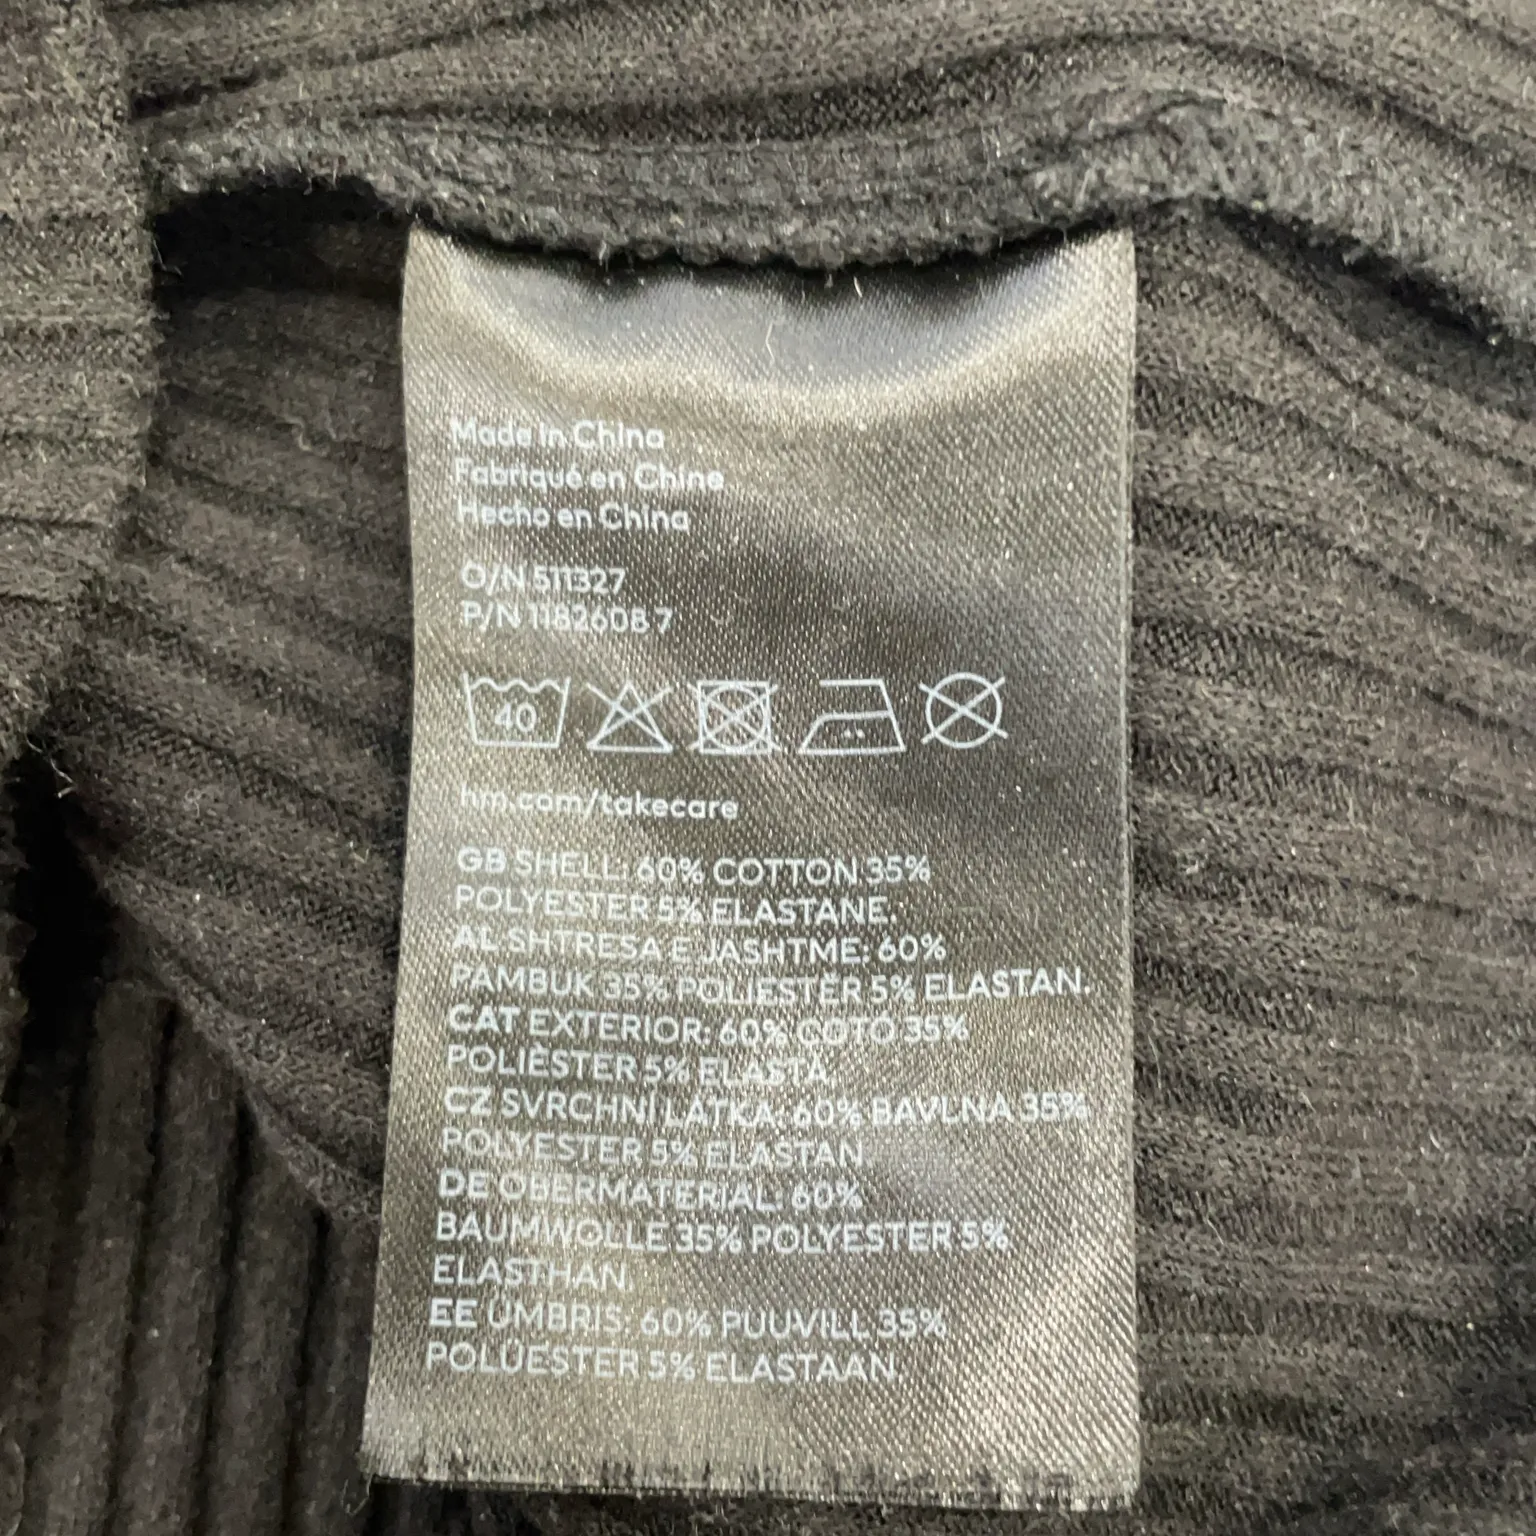 Made in China
Fabriqué en Chine
Hecho en China
O/N 511327
P/N 1182608 7
40
hm.com/takecare
GB SHELL: 60% COTTON 35%
POLYESTER 5% ELASTANE.
AL SHTRESA E JASHTME: 60%
PAMBUK 35% POLIESTËR 5% ELASTAN.
CAT EXTERIOR: 60% COTÓ 35%
POLIÈSTER 5% ELASTÀ.
CZ SVRCHNÍ LÁTKA: 60% BAVLNA 35%
POLYESTER 5% ELASTAN.
DE OBERMATERIAL: 60%
BAUMWOLLE 35% POLYESTER 5%
ELASTHAN.
EE ÜMBRIS: 60% PUUVILL 35%
POLÜESTER 5% ELASTAAN.